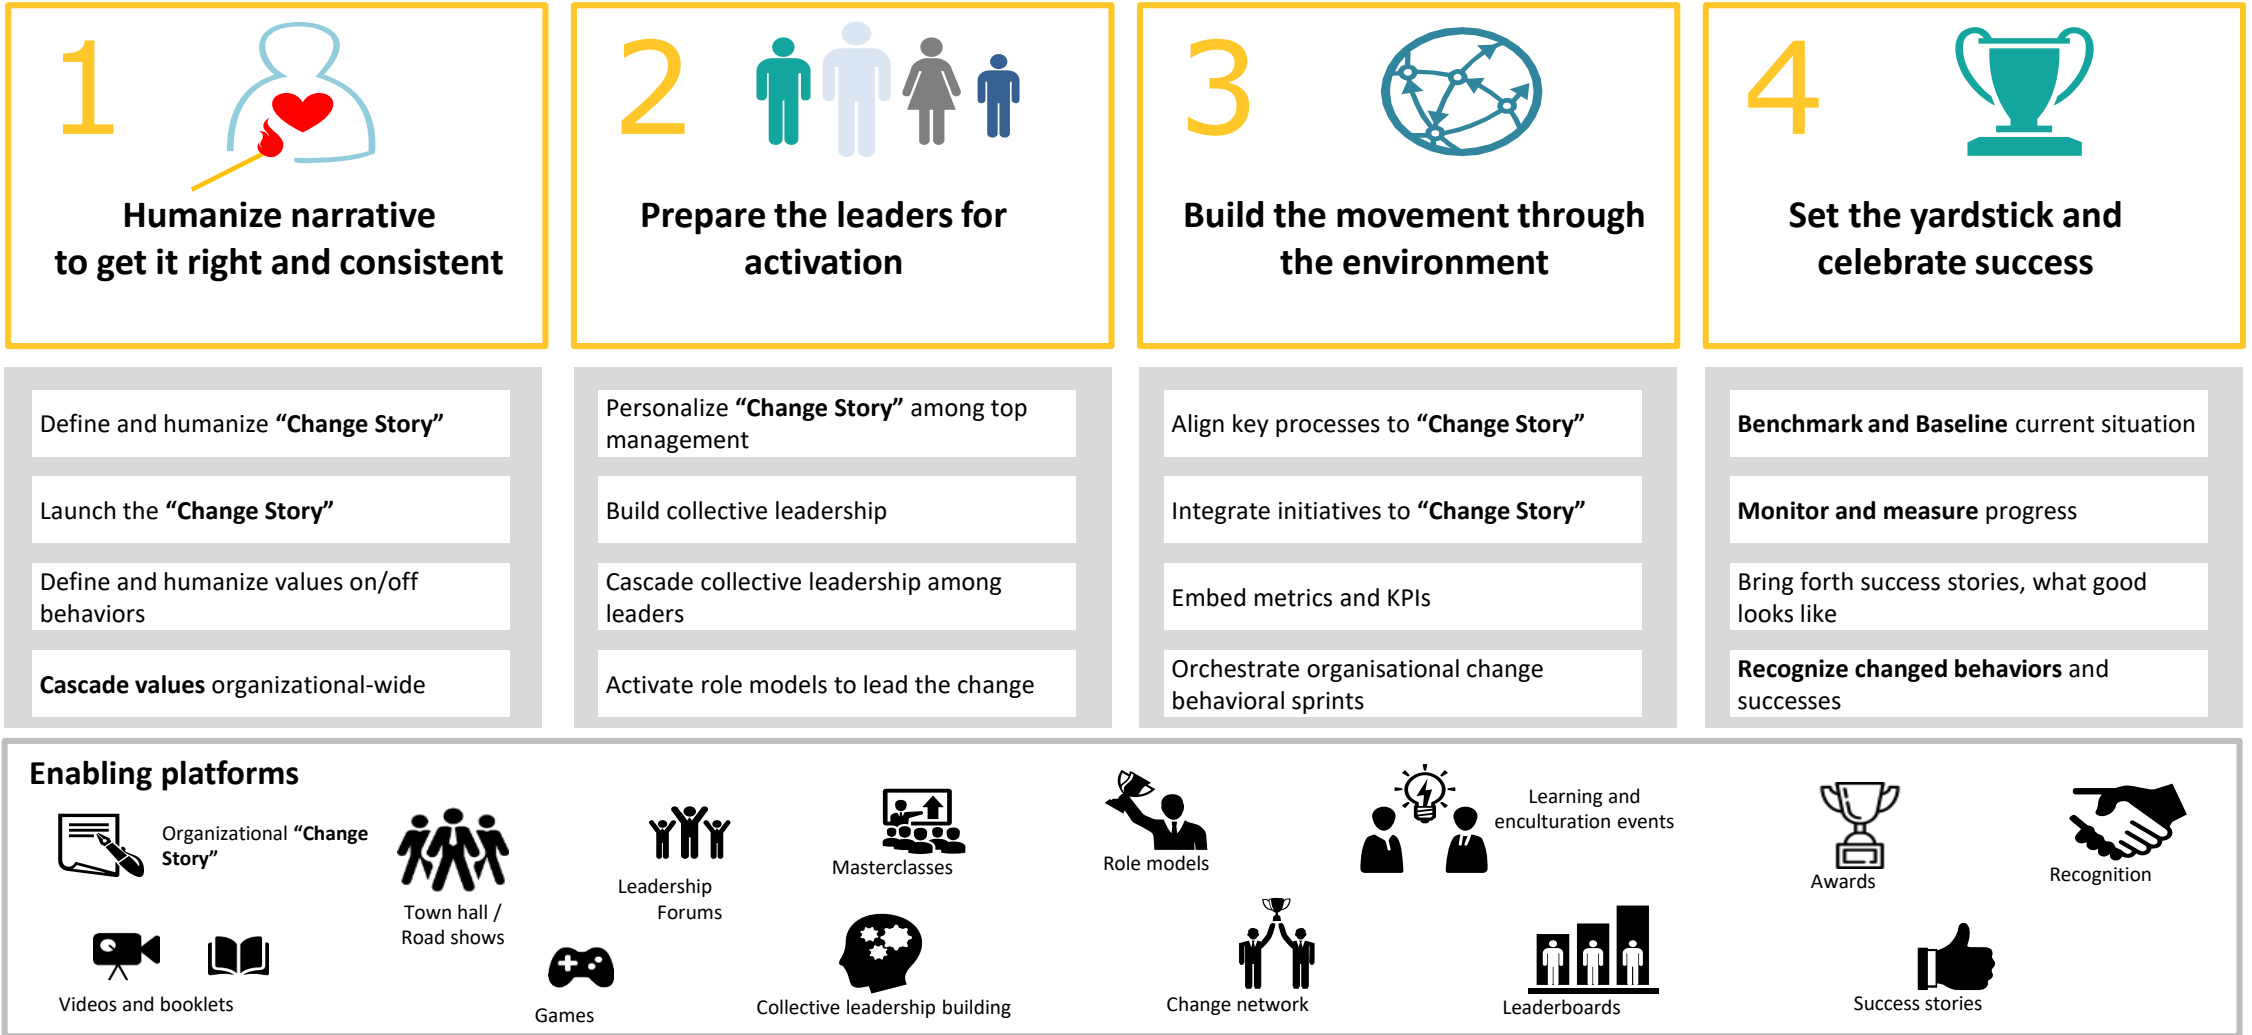 1
Humanize narrative
to get it right and consistent
2
Prepare the leaders for
activation
3
Build the movement through
the environment
4
Set the yardstick and
celebrate success
Define and humanize “Change Story”
Launch the “Change Story”
Define and humanize values on/off
behaviors
Cascade values organizational-wide
Personalize “Change Story” among top
management
Build collective leadership
Cascade collective leadership among
leaders
Activate role models to lead the change
Align key processes to “Change Story”
Integrate initiatives to “Change Story”
Embed metrics and KPIs
Orchestrate organisational change
behavioral sprints
Benchmark and Baseline current situation
Monitor and measure progress
Bring forth success stories, what good
looks like
Recognize changed behaviors and
successes
Enabling platforms
Organizational “Change
Story”
Town hall /
Road shows
Leadership
Forums
Masterclasses
Role models
Learning and
enculturation events
Awards
Recognition
Videos and booklets
Games
Collective leadership building
Change network
Leaderboards
Success stories